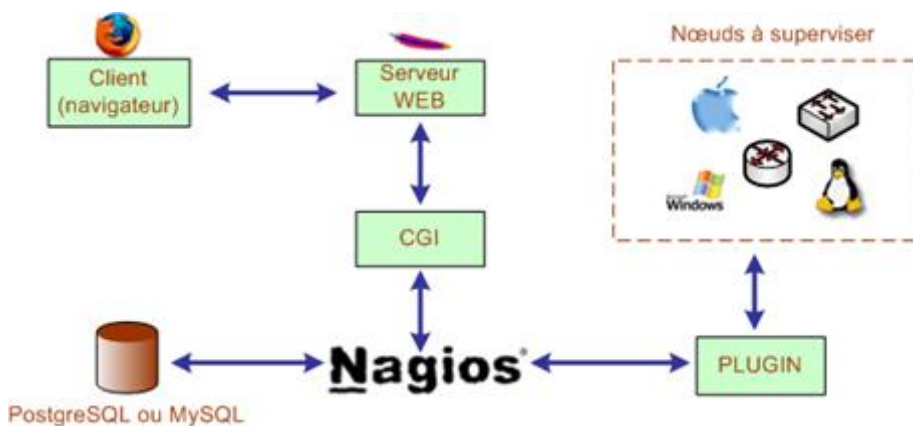 Nœuds à superviser
Client
(navigateur)
Serveur
WEB
Windows
CGI
Nagios®
PLUGIN
PostgreSQL ou MySQL